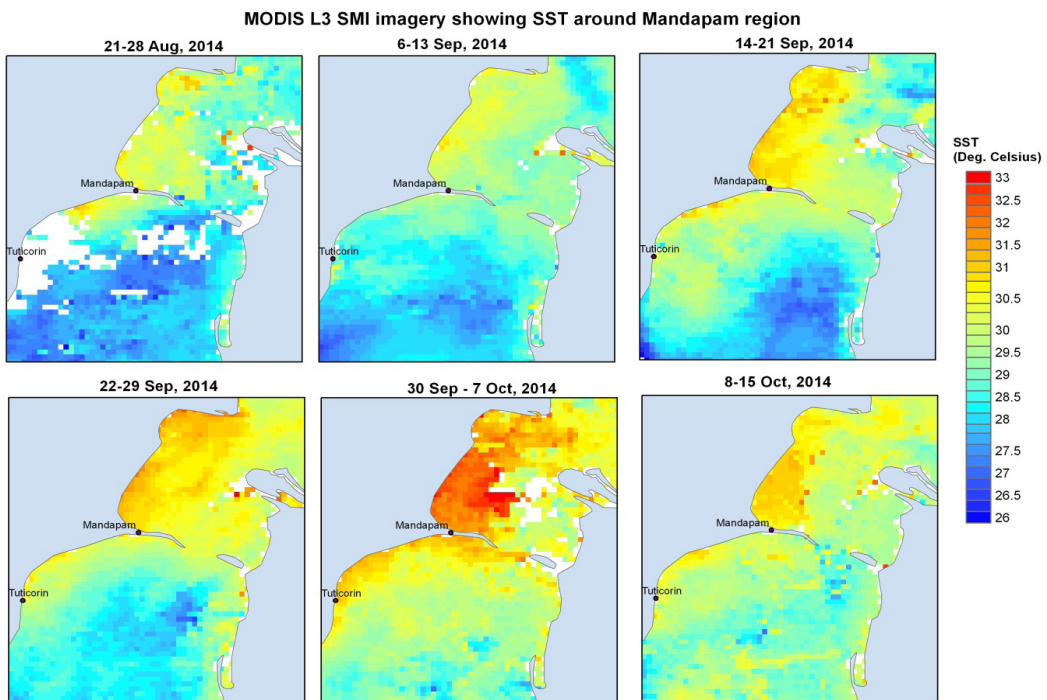 MODIS L3 SMI imagery showing SST around Mandapam region
21-28 Aug, 2014
6-13 Sep, 2014
14-21 Sep, 2014
Mandapam
Tuticorin
Mandapam
Tuticorin
Mandapam
Tuticorin
SST
(Deg. Celsius)
33
32.5
32
31.5
31
30.5
30
29.5
29
28.5
28
27.5
27
26.5
26
22-29 Sep, 2014
30 Sep - 7 Oct, 2014
8-15 Oct, 2014
Mandapam
Tuticorin
Mandapam
Tuticorin
Mandapam
Tuticorin